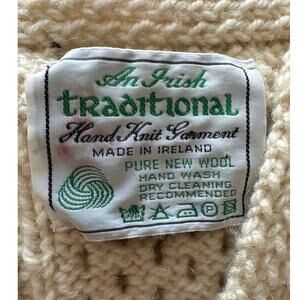 An Irish
traditional
Hand Knit Garment
MADE IN IRELAND
PURE NEW WOOL
HAND WASH
DRY CLEANING
RECOMMENDED